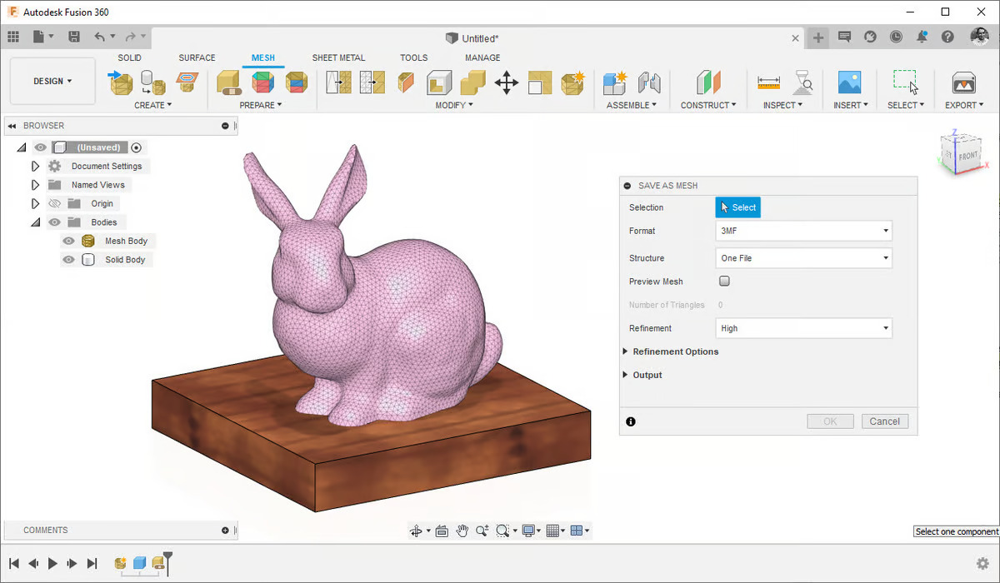 Autodesk Fusion 360
Untitled*
SOLID SURFACE MESH SHEET METAL TOOLS MANAGE
DESIGN
CREATE PREPARE MODIFY ASSEMBLE CONSTRUCT INSPECT INSERT SELECT EXPORT
BROWSER
(Unsaved)
Document Settings
Named Views
Origin
Bodies
Mesh Body
Solid Body
Z
FRONT
X
SAVE AS MESH
Selection Select
Format 3MF
Structure One File
Preview Mesh
Number of Triangles 0
Refinement High
Refinement Options
Output
OK Cancel
COMMENTS
Select one component